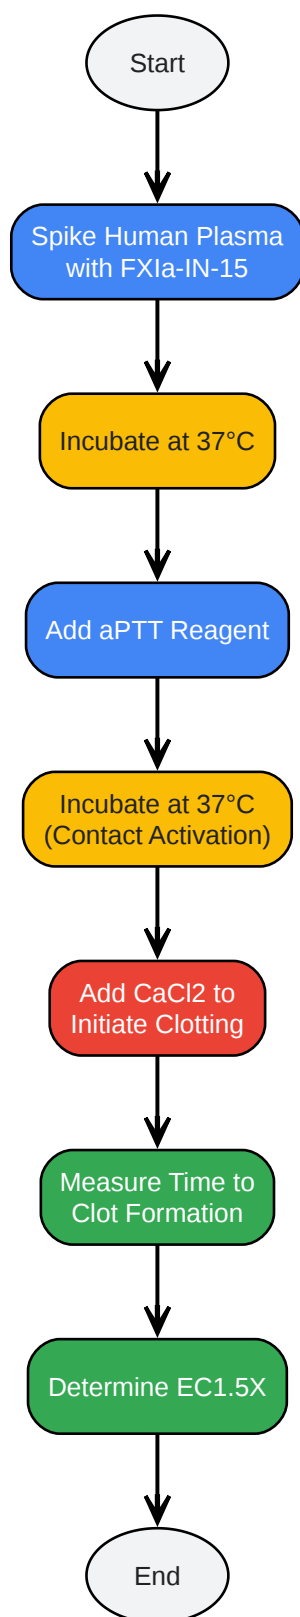 Start
Spike Human Plasma
with FXIa-IN-15
Incubate at 37°C
Add aPTT Reagent
Incubate at 37°C
(Contact Activation)
Add CaCl2 to
Initiate Clotting
Measure Time to
Clot Formation
Determine EC1.5X
End